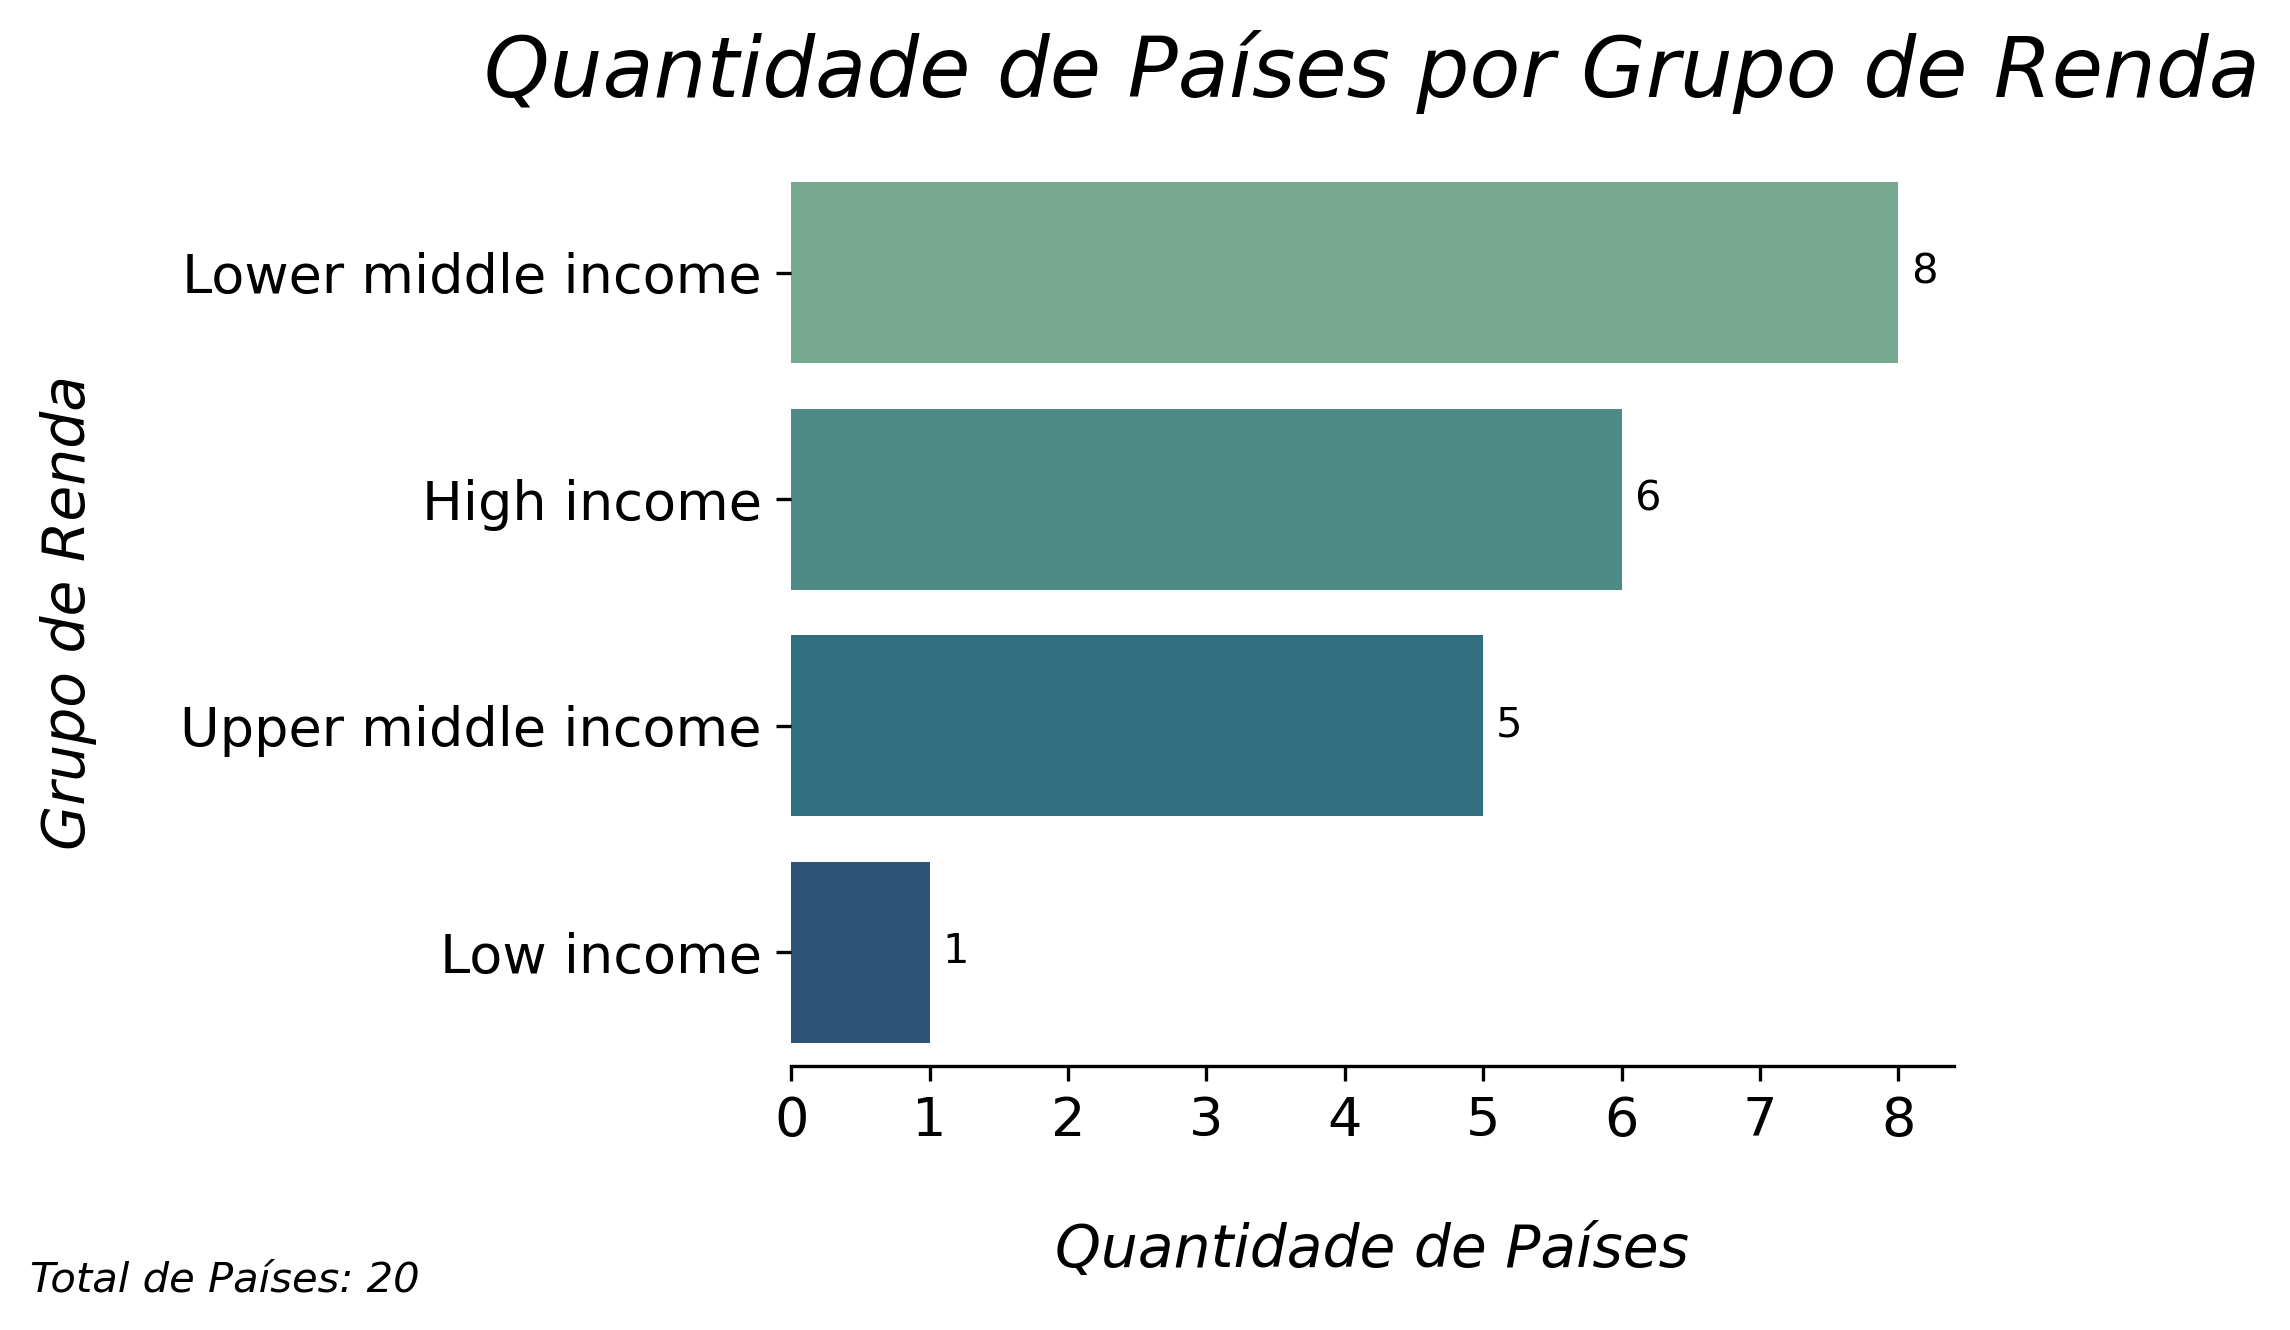 Quantidade de Países por Grupo de Renda
Grupo de Renda
Lower middle income
8
High income
6
Upper middle income
5
Low income
1
0 1 2 3 4 5 6 7 8
Quantidade de Países
Total de Países: 20